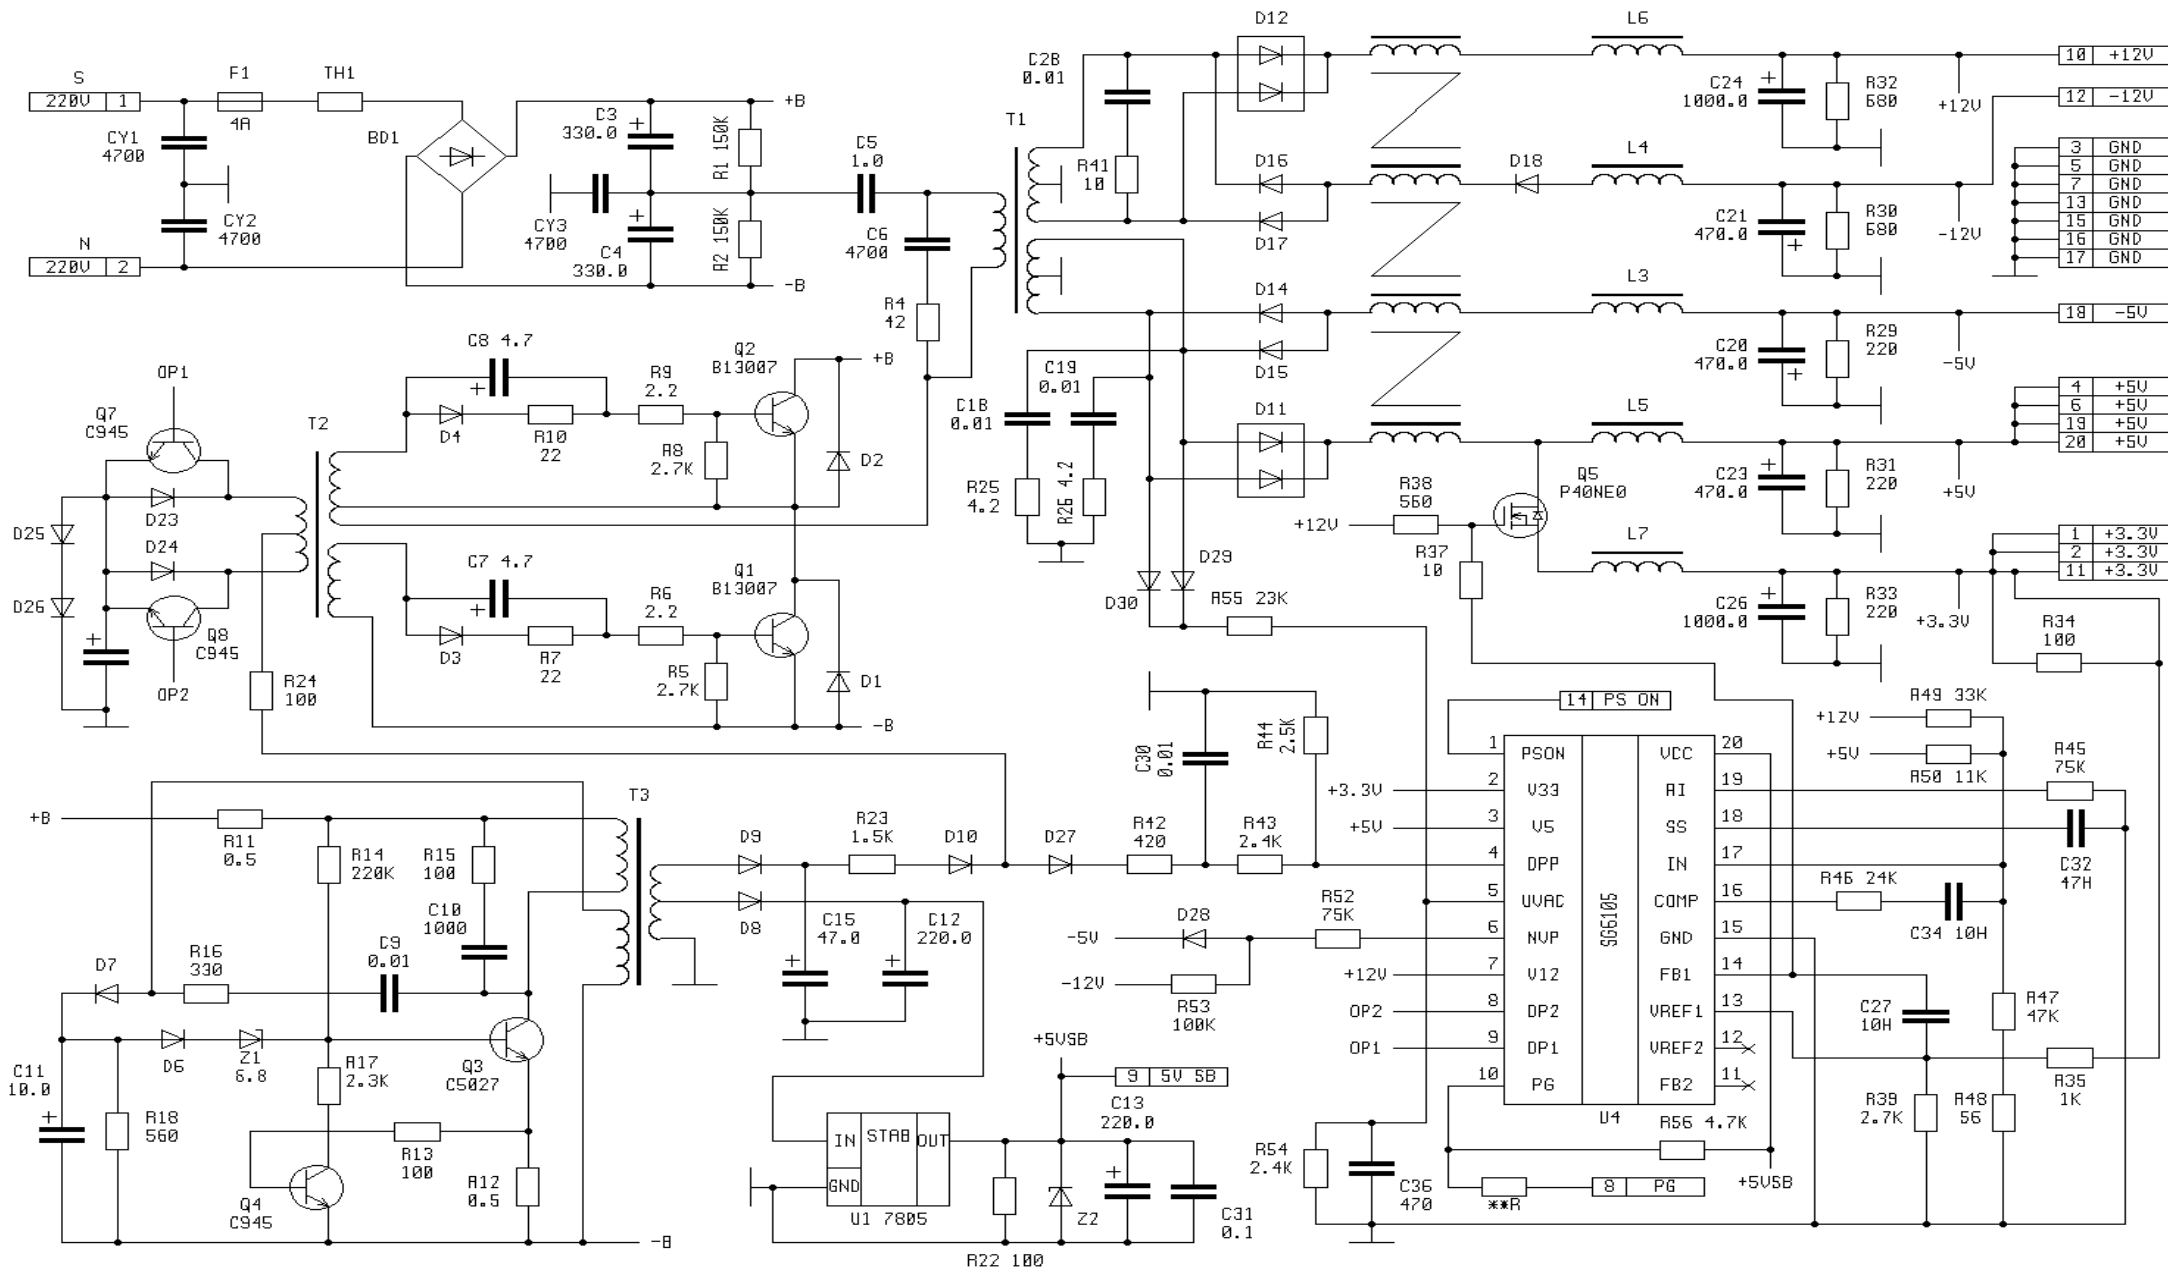 S
220V 1
F1
4A
TH1
CY1
4700
CY2
4700
N
220V 2
BD1
C3
330.0
+B
R1 150K
CY3
4700
C4
330.0
R2 150K
-B
C5
1.0
C6
4700
R4
42
T1
C2B
0.01
R41
10
D12
L6
C24
1000.0
R32
680
+12V
10 +12V
12 -12V
D16
D17
D18
L4
C21
470.0
R30
680
-12V
3 GND
5 GND
7 GND
13 GND
15 GND
16 GND
17 GND
D14
D15
L3
C20
470.0
R29
220
-5V
18 -5V
C1B
0.01
C19
0.01
R25
4.2
R26 4.2
D11
L5
C23
470.0
R31
220
+5V
4 +5V
6 +5V
19 +5V
20 +5V
Q5
P40NE0
R38
560
+12V
R37
10
L7
C26
1000.0
R33
220
+3.3V
1 +3.3V
2 +3.3V
11 +3.3V
R34
100
D29
D30
R55 23K
OP1
Q7
C945
D23
D24
D25
D26
Q8
C945
OP2
T2
R24
100
C8 4.7
D4
R10
22
R9
2.2
R8
2.7K
Q2
B13007
+B
D2
C7 4.7
D3
R7
22
R6
2.2
R5
2.7K
Q1
B13007
D1
-B
+B
R11
0.5
R14
220K
R15
100
C10
1000
T3
D7
R16
330
C9
0.01
D6
Z1
6.8
R17
2.3K
Q3
C5027
C11
10.0
R18
560
R13
100
Q4
C945
R12
0.5
-B
D9
D8
R23
1.5K
D10
D27
C15
47.0
C12
220.0
R42
420
R43
2.4K
C30
0.01
R44
2.5K
IN STAB OUT
GND
U1 7805
R22 100
+5VSB
9 5V SB
Z2
C13
220.0
C31
0.1
D28
-5V
-12V
R53
100K
R52
75K
R54
2.4K
C36
470
14 PS ON
+3.3V
+5V
+12V
OP2
OP1
1 PSON VCC 20
2 V33 RI 19
3 V5 SS 18
4 OPP IN 17
5 UVAC COMP 16
6 NVP GND 15
7 V12 FB1 14
8 OP2 VREF1 13
9 OP1 VREF2 12
10 PG FB2 11
SG6105
U4
R56 4.7K
+5VSB
**R
8 PG
+12V
R49 33K
+5V
R50 11K
R45
75K
C32
47H
R46 24K
C34 10H
C27
10H
R47
47K
R39
2.7K
R48
56
R35
1K